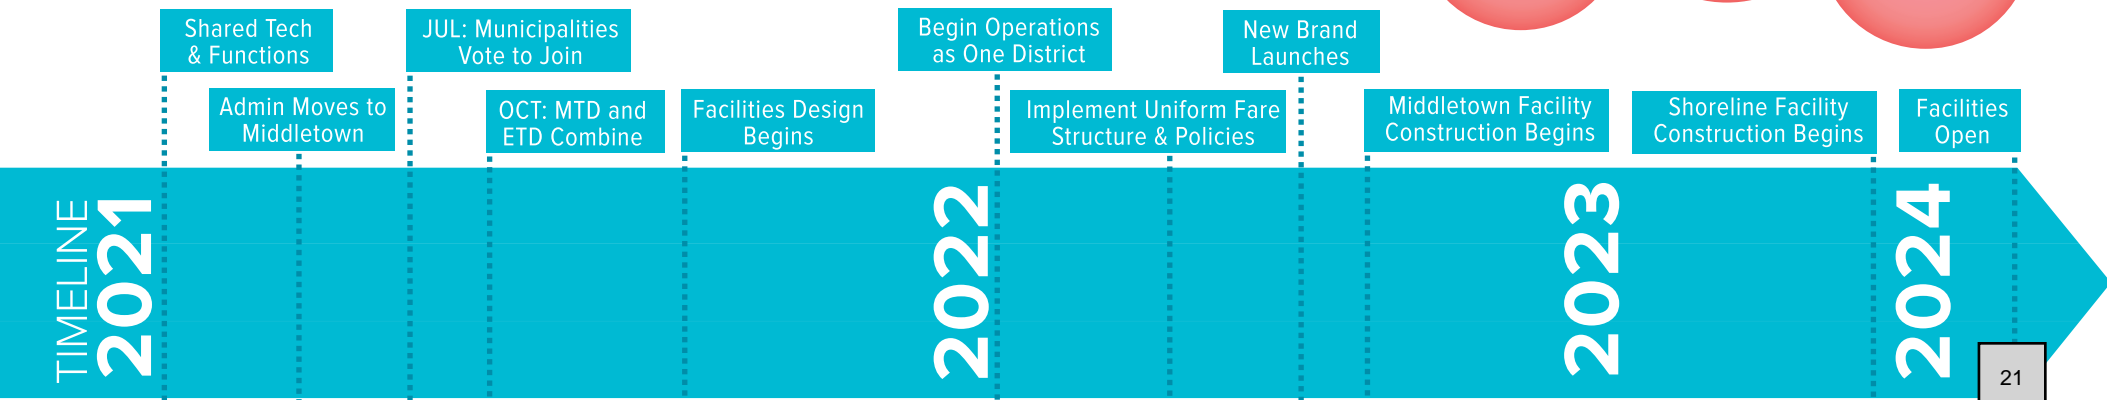 Shared Tech
& Functions
JUL: Municipalities
Vote to Join
Begin Operations
as One District
New Brand
Launches
Admin Moves to
Middletown
OCT: MTD and
ETD Combine
Facilities Design
Begins
Implement Uniform Fare
Structure & Policies
Middletown Facility
Construction Begins
Shoreline Facility
Construction Begins
Facilities
Open
TIMELINE
2021
2022
2023
2024
21